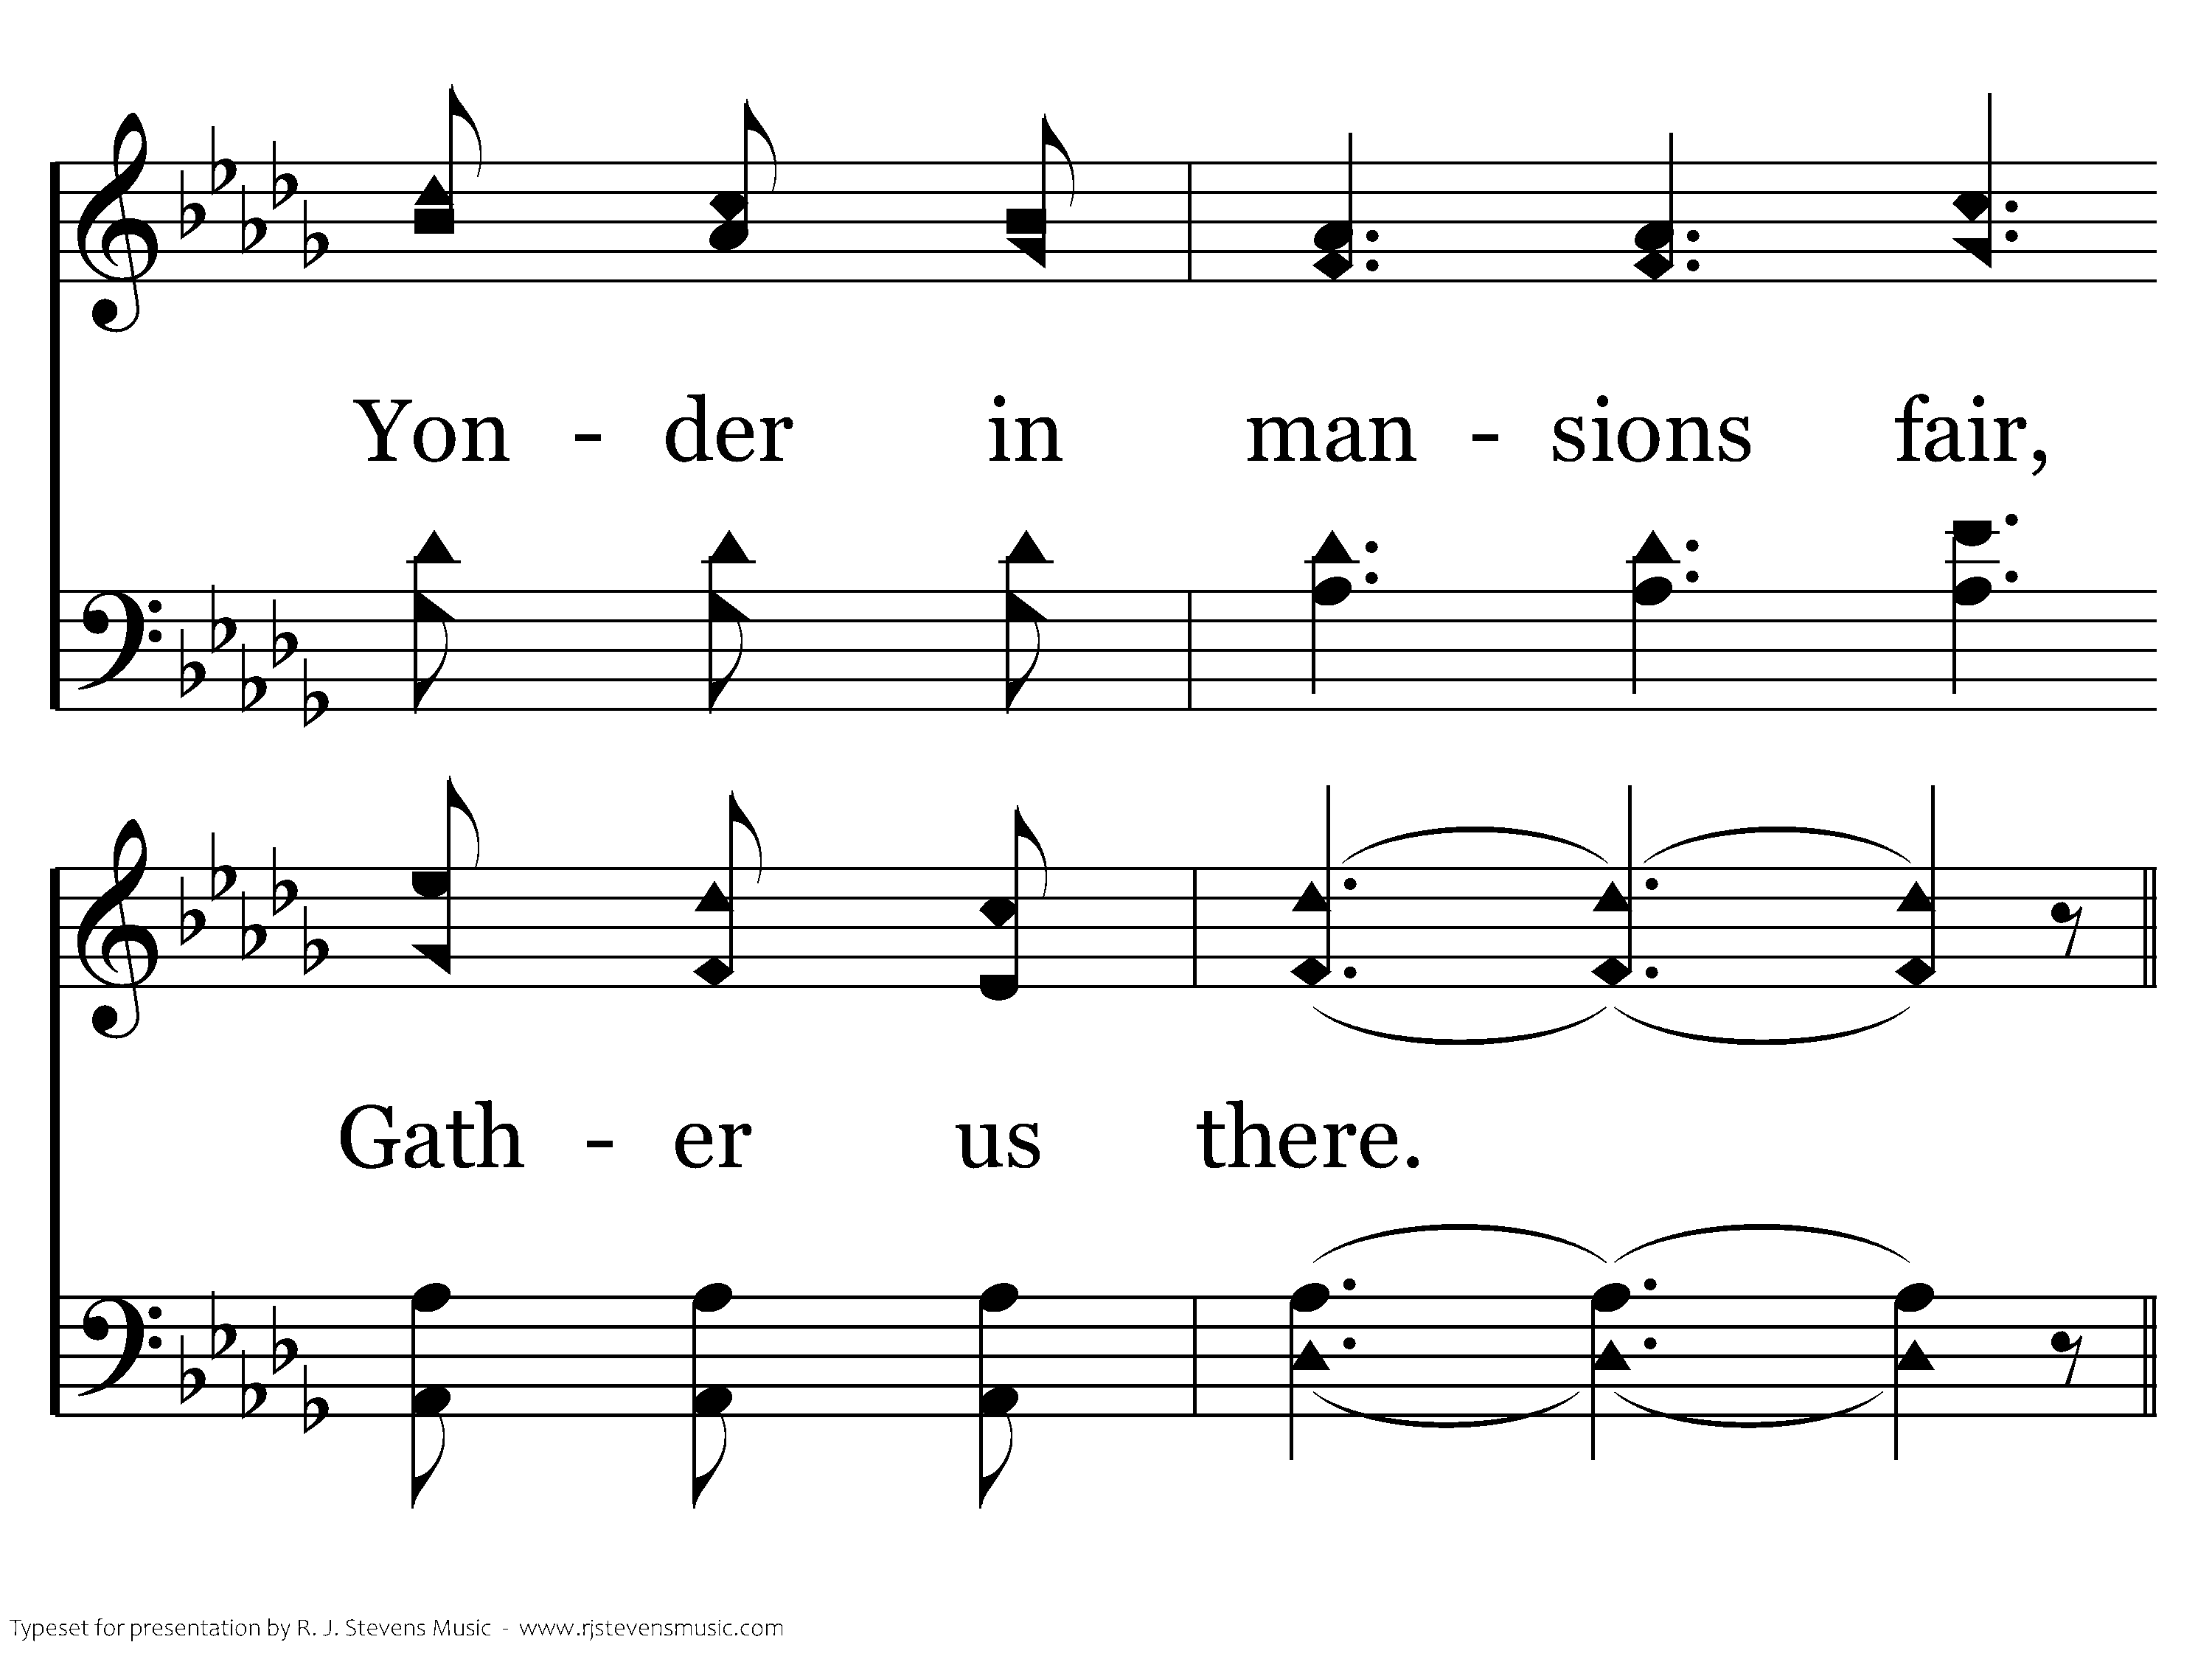 Yon - der in man - sions fair,
Gath - er us there.
Typeset for presentation by R. J. Stevens Music - www.rjstevensmusic.com